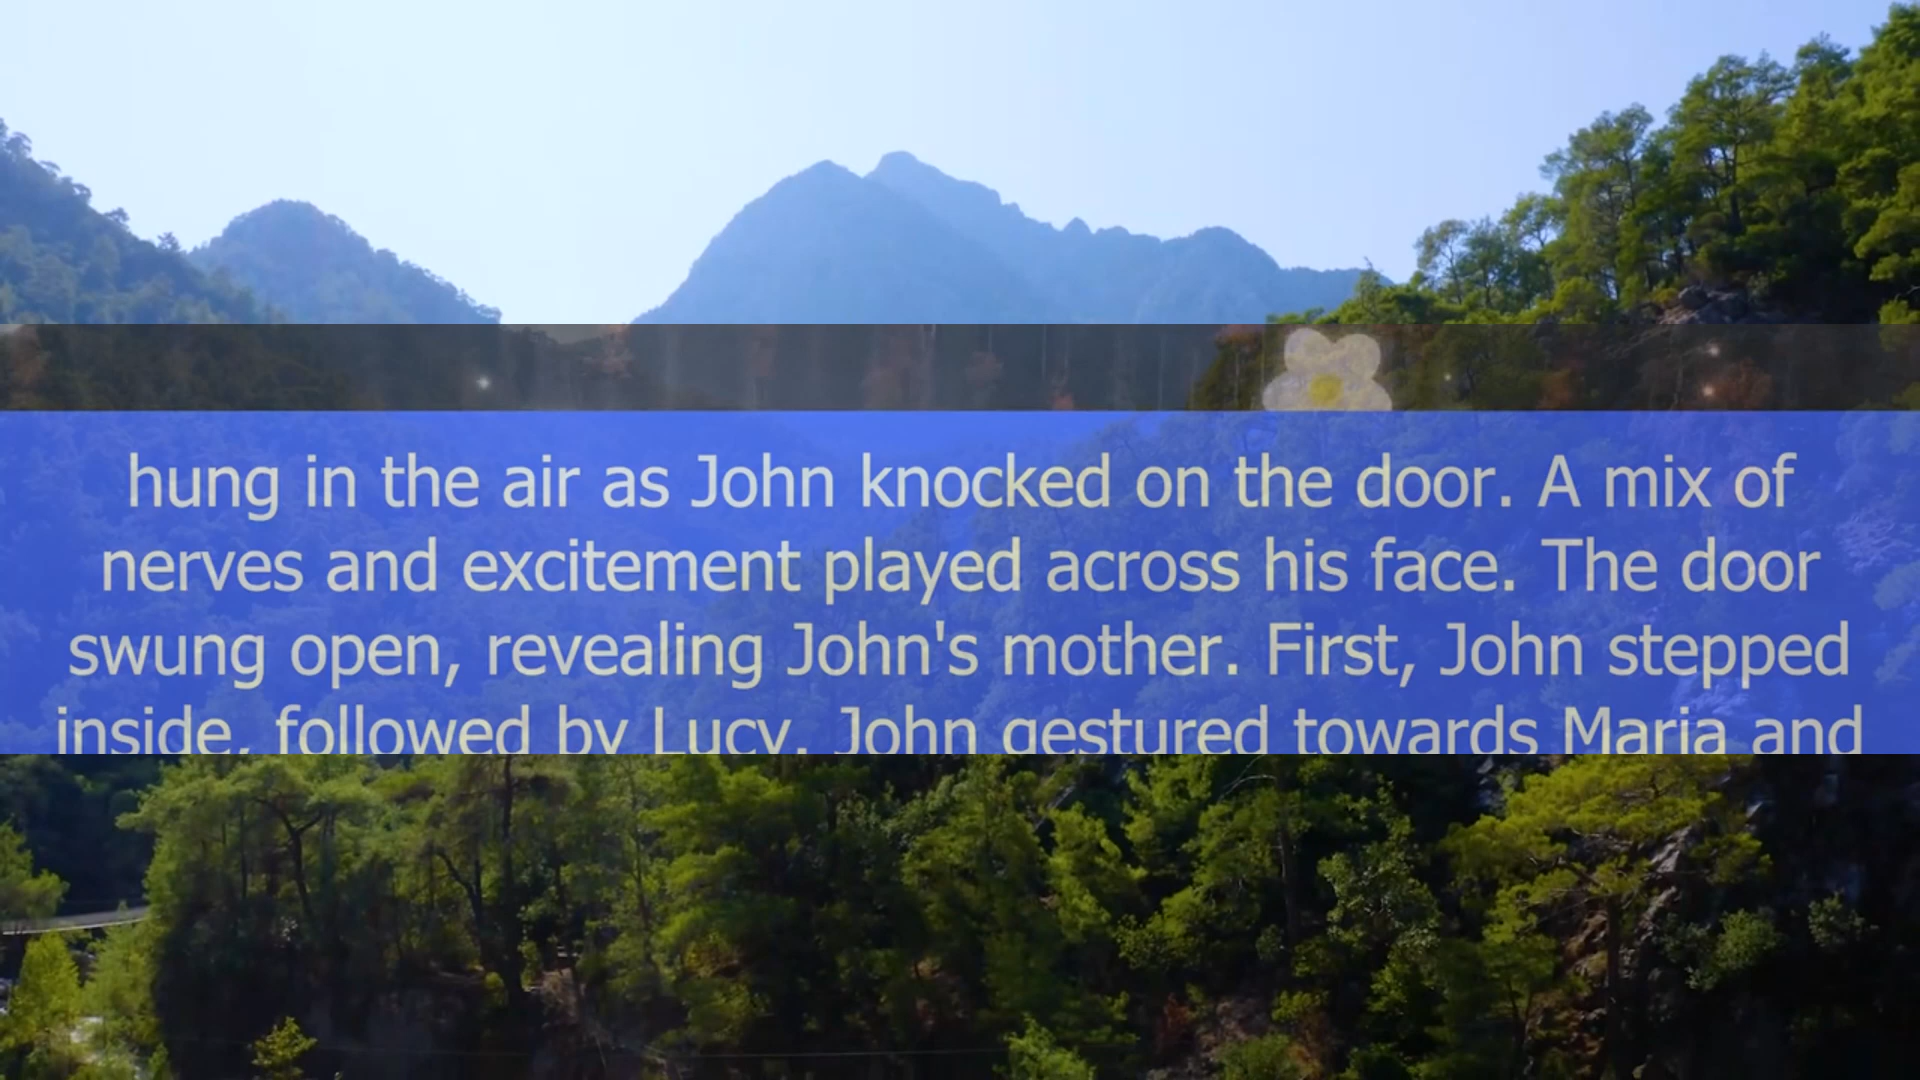 hung in the air as John knocked on the door. A mix of
nerves and excitement played across his face. The door
swung open, revealing John's mother. First, John stepped
inside, followed by Lucy. John gestured towards Maria and